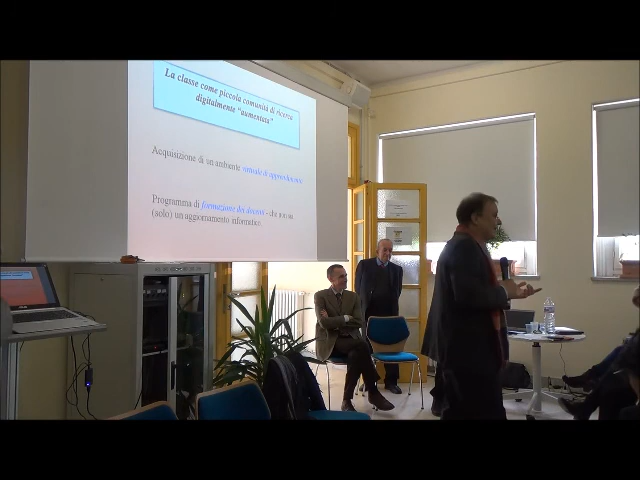 La classe come piccola comunità di ricerca
digitalmente "aumentata"
Acquisizione di un ambiente virtuale di apprendimento
Programma di formazione dei docenti - che non sia
(solo) un aggiornamento informatico